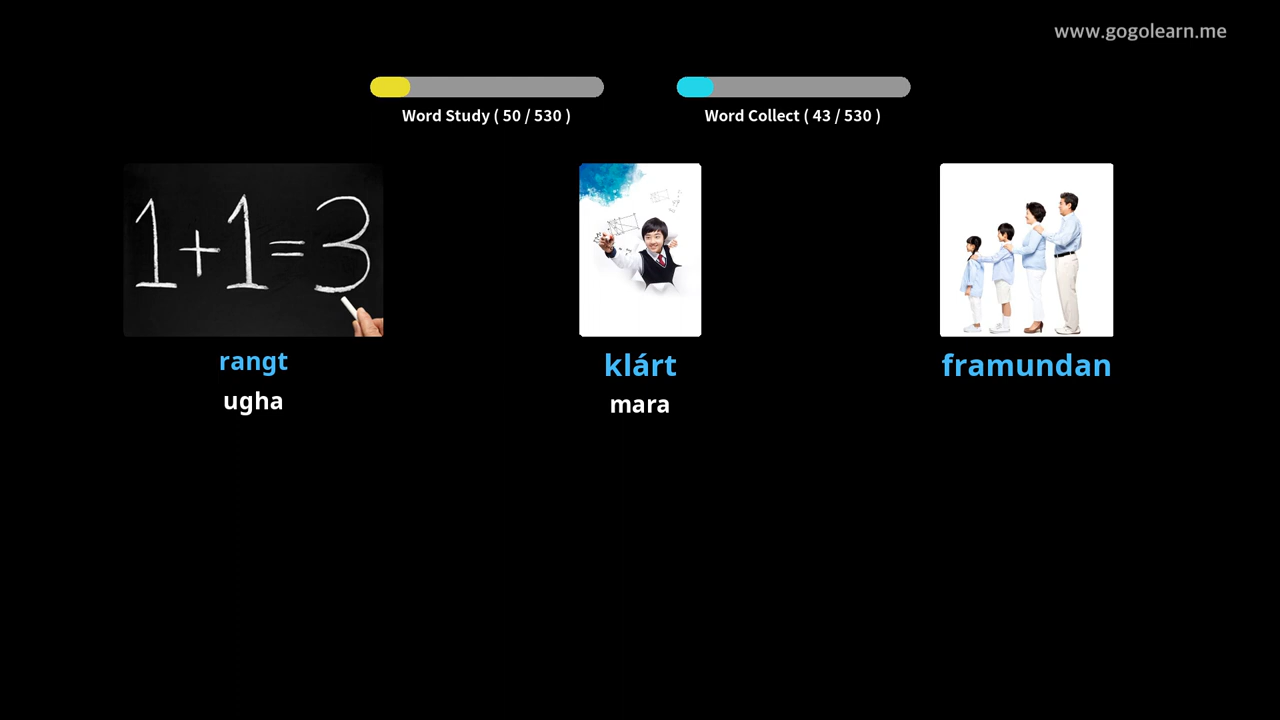 www.gogolearn.me
Word Study ( 50 / 530 )
Word Collect ( 43 / 530 )
1+1=3
rangt
ugha
klárt
mara
framundan